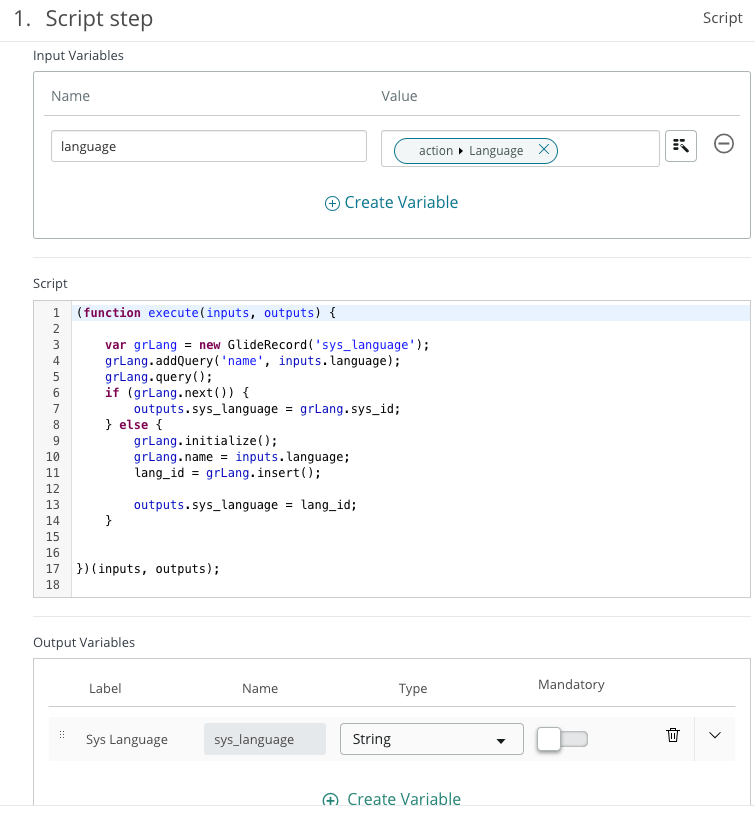 1. Script step
Script
Input Variables
Name Value
language action ▸ Language
Create Variable
Script
1 (function execute(inputs, outputs) {
2
3 var grLang = new GlideRecord('sys_language');
4 grLang.addQuery('name', inputs.language);
5 grLang.query();
6 if (grLang.next()) {
7 outputs.sys_language = grLang.sys_id;
8 } else {
9 grLang.initialize();
10 grLang.name = inputs.language;
11 lang_id = grLang.insert();
12
13 outputs.sys_language = lang_id;
14 }
15
16
17 })(inputs, outputs);
18
Output Variables
Label Name Type Mandatory
Sys Language sys_language String
Create Variable